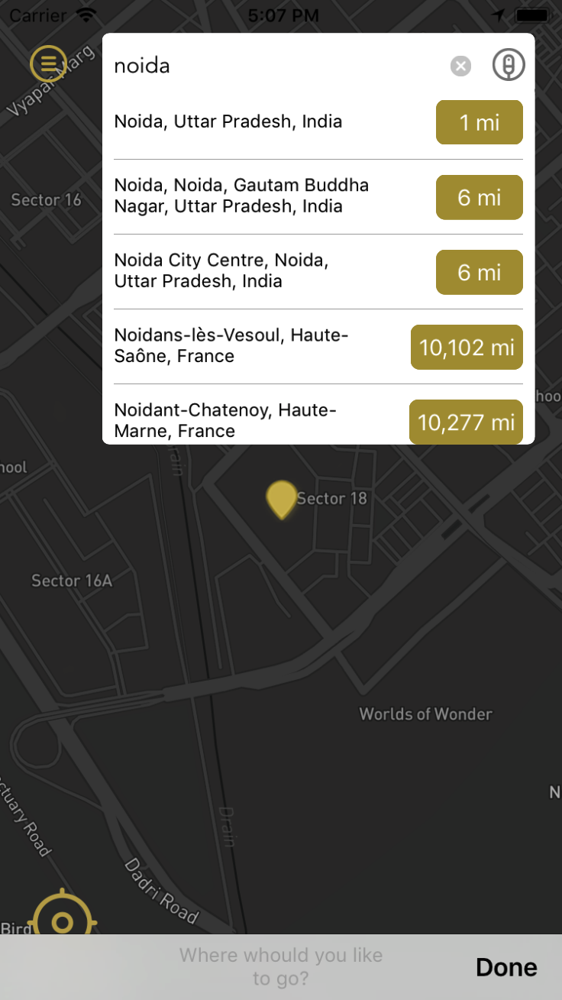 Carrier 5:07 PM
Vyapar Marg
noida
Noida, Uttar Pradesh, India
1 mi
Sector 16
Noida, Noida, Gautam Buddha
Nagar, Uttar Pradesh, India
6 mi
Noida City Centre, Noida,
Uttar Pradesh, India
6 mi
Noidans-lès-Vesoul, Haute-
Saône, France
10,102 mi
hoo
Noidant-Chatenoy, Haute-
Marne, France
10,277 mi
Drain
hool
Sector 18
Sector 16A
Worlds of Wonder
N
ctuary Road
Drain
Dadri Road
Bird
Where whould you like
to go?
Done